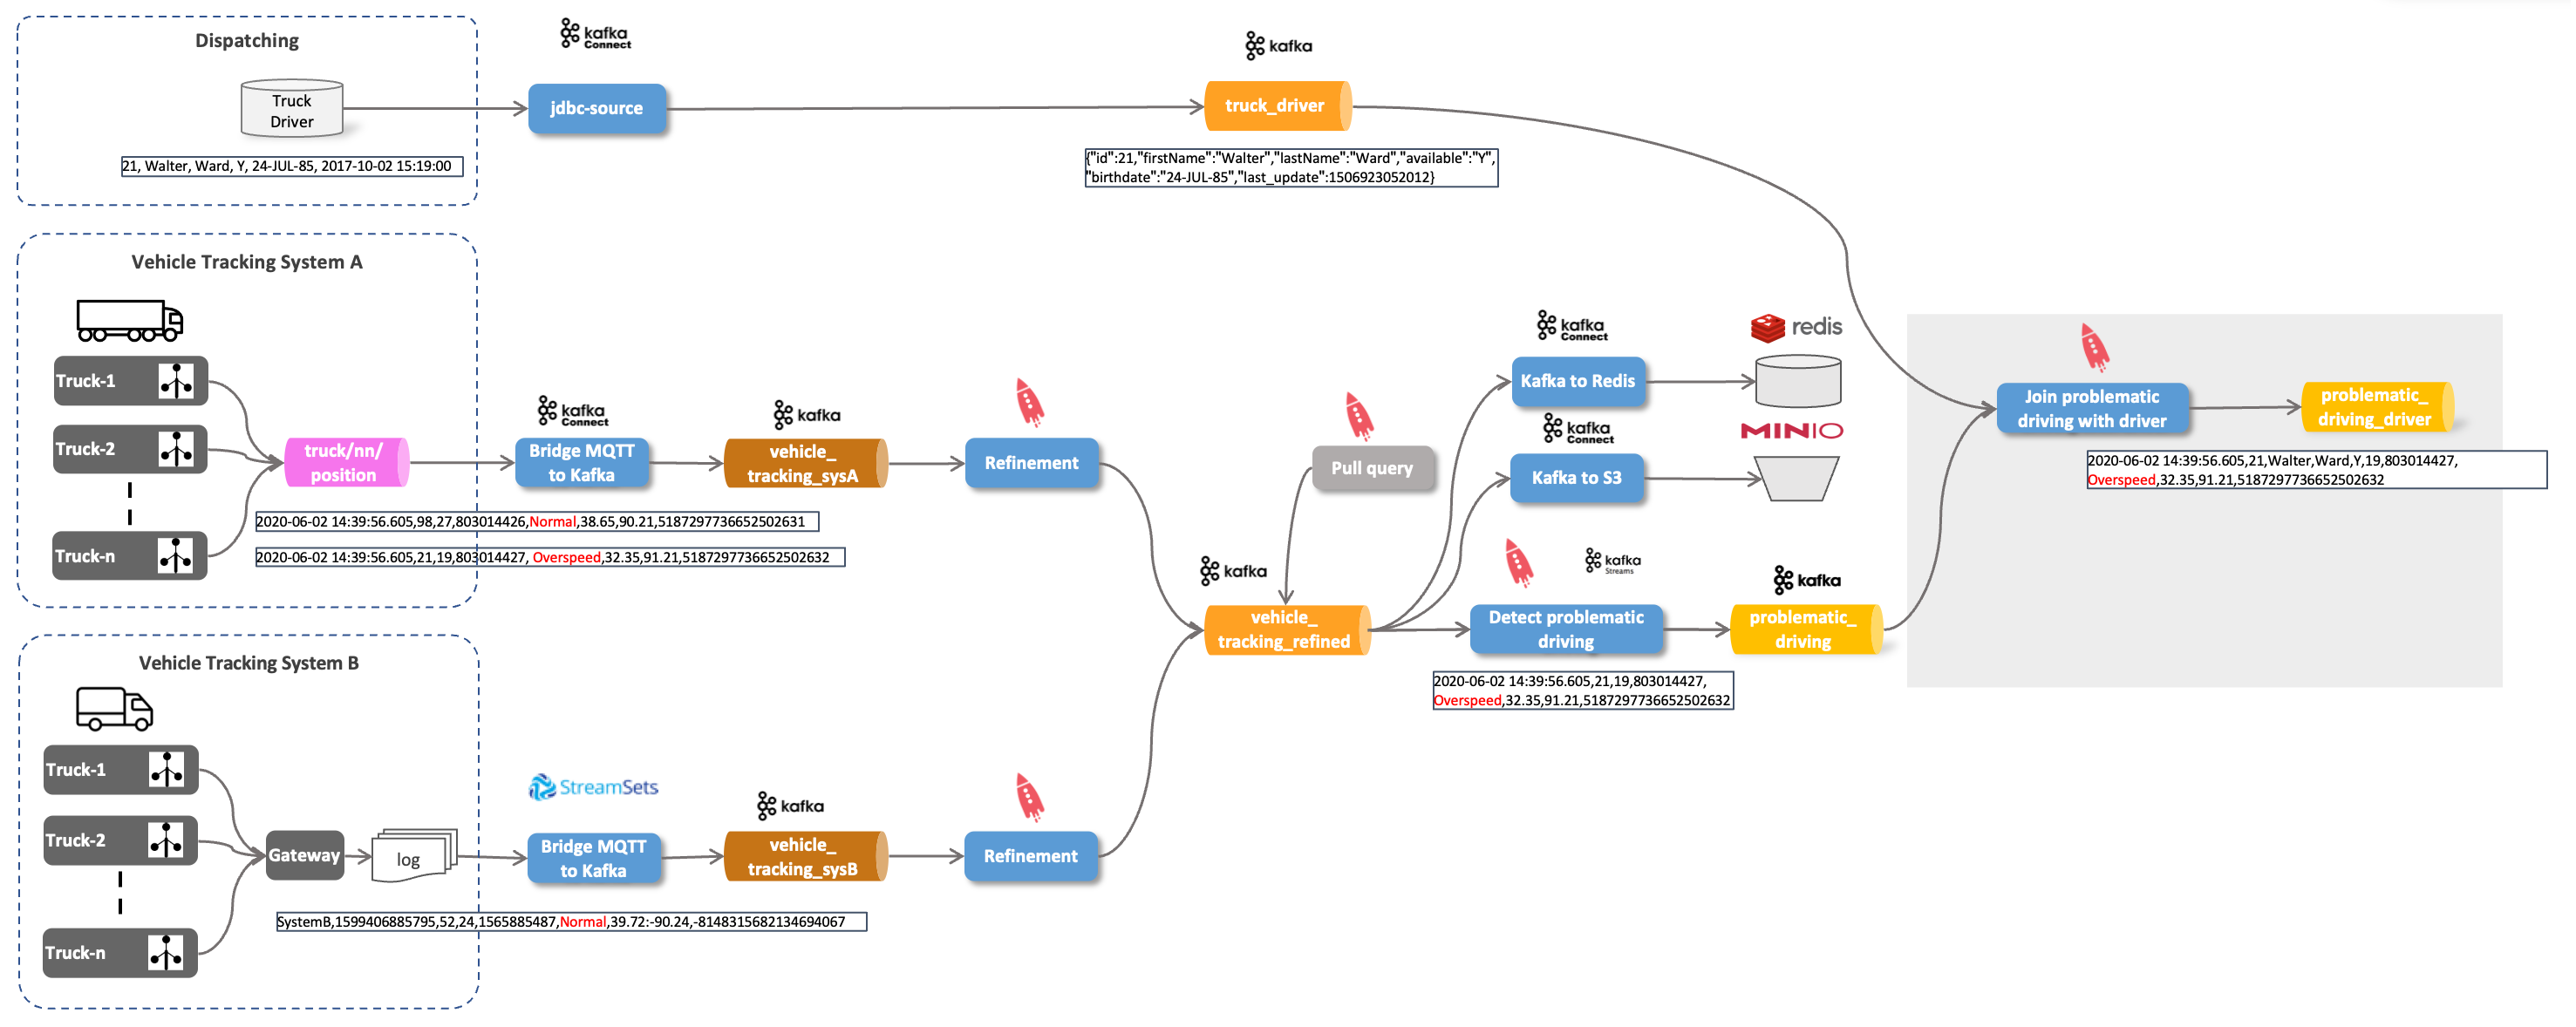 Dispatching
Truck
Driver
21, Walter, Ward, Y, 24-JUL-85, 2017-10-02 15:19:00
kafka
Connect
jdbc-source
kafka
truck_driver
{"id":21,"firstName":"Walter","lastName":"Ward","available":"Y",
"birthdate":"24-JUL-85","last_update":1506923052012}
Vehicle Tracking System A
Truck-1
Truck-2
Truck-n
truck/nn/
position
kafka
Connect
Bridge MQTT
to Kafka
kafka
vehicle_
tracking_sysA
Refinement
2020-06-02 14:39:56.605,98,27,803014426,Normal,38.65,90.21,5187297736652502631
2020-06-02 14:39:56.605,21,19,803014427, Overspeed,32.35,91.21,5187297736652502632
Pull query
kafka
vehicle_
tracking_refined
kafka
Connect
Kafka to Redis
redis
kafka
Connect
Kafka to S3
MINIO
kafka
Streams
Detect problematic
driving
2020-06-02 14:39:56.605,21,19,803014427,
Overspeed,32.35,91.21,5187297736652502632
kafka
problematic_
driving
Join problematic
driving with driver
problematic_
driving_driver
2020-06-02 14:39:56.605,21,Walter,Ward,Y,19,803014427,
Overspeed,32.35,91.21,5187297736652502632
Vehicle Tracking System B
Truck-1
Truck-2
Truck-n
Gateway
log
StreamSets
Bridge MQTT
to Kafka
kafka
vehicle_
tracking_sysB
Refinement
SystemB,1599406885795,52,24,1565885487,Normal,39.72:-90.24,-8148315682134694067